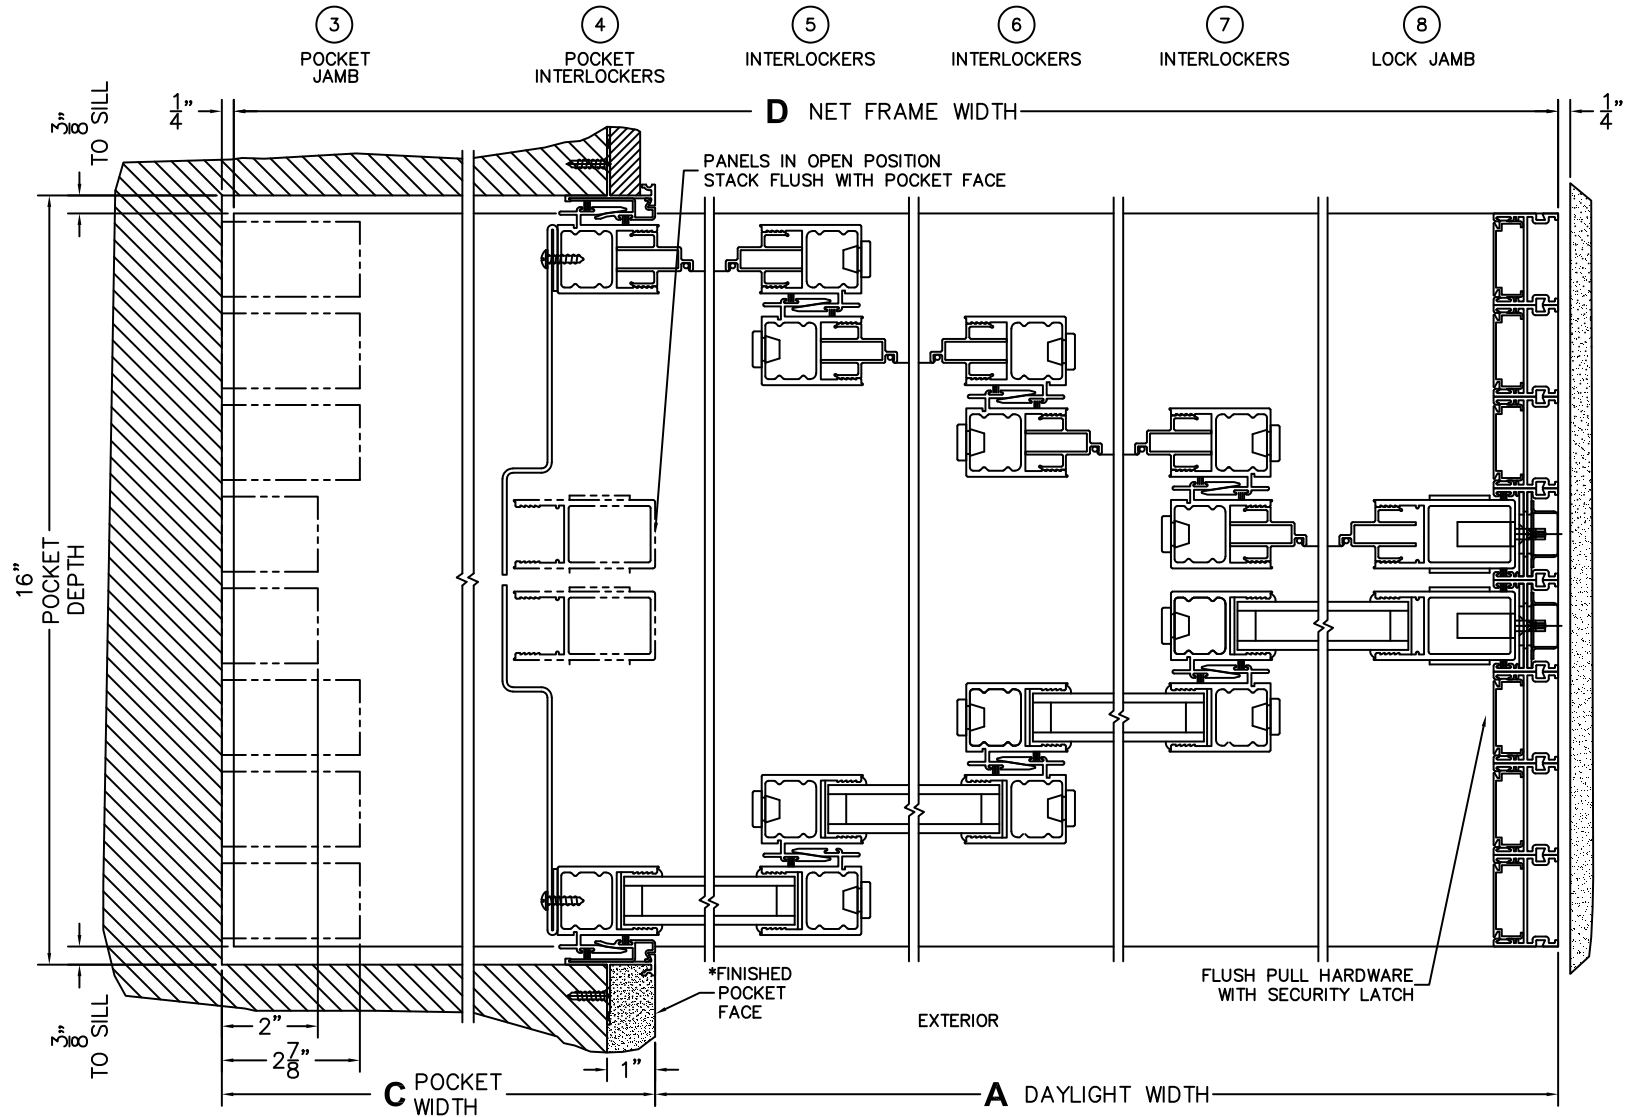 3
POCKET
JAMB
4
POCKET
INTERLOCKERS
5
INTERLOCKERS
6
INTERLOCKERS
7
INTERLOCKERS
8
LOCK JAMB
3/8"
TO SILL
1/4"
D NET FRAME WIDTH
1/4"
PANELS IN OPEN POSITION
STACK FLUSH WITH POCKET FACE
16"
POCKET
DEPTH
*FINISHED
POCKET
FACE
FLUSH PULL HARDWARE
WITH SECURITY LATCH
EXTERIOR
3/8"
TO SILL
2"
2 7/8"
1"
C POCKET
WIDTH
A DAYLIGHT WIDTH